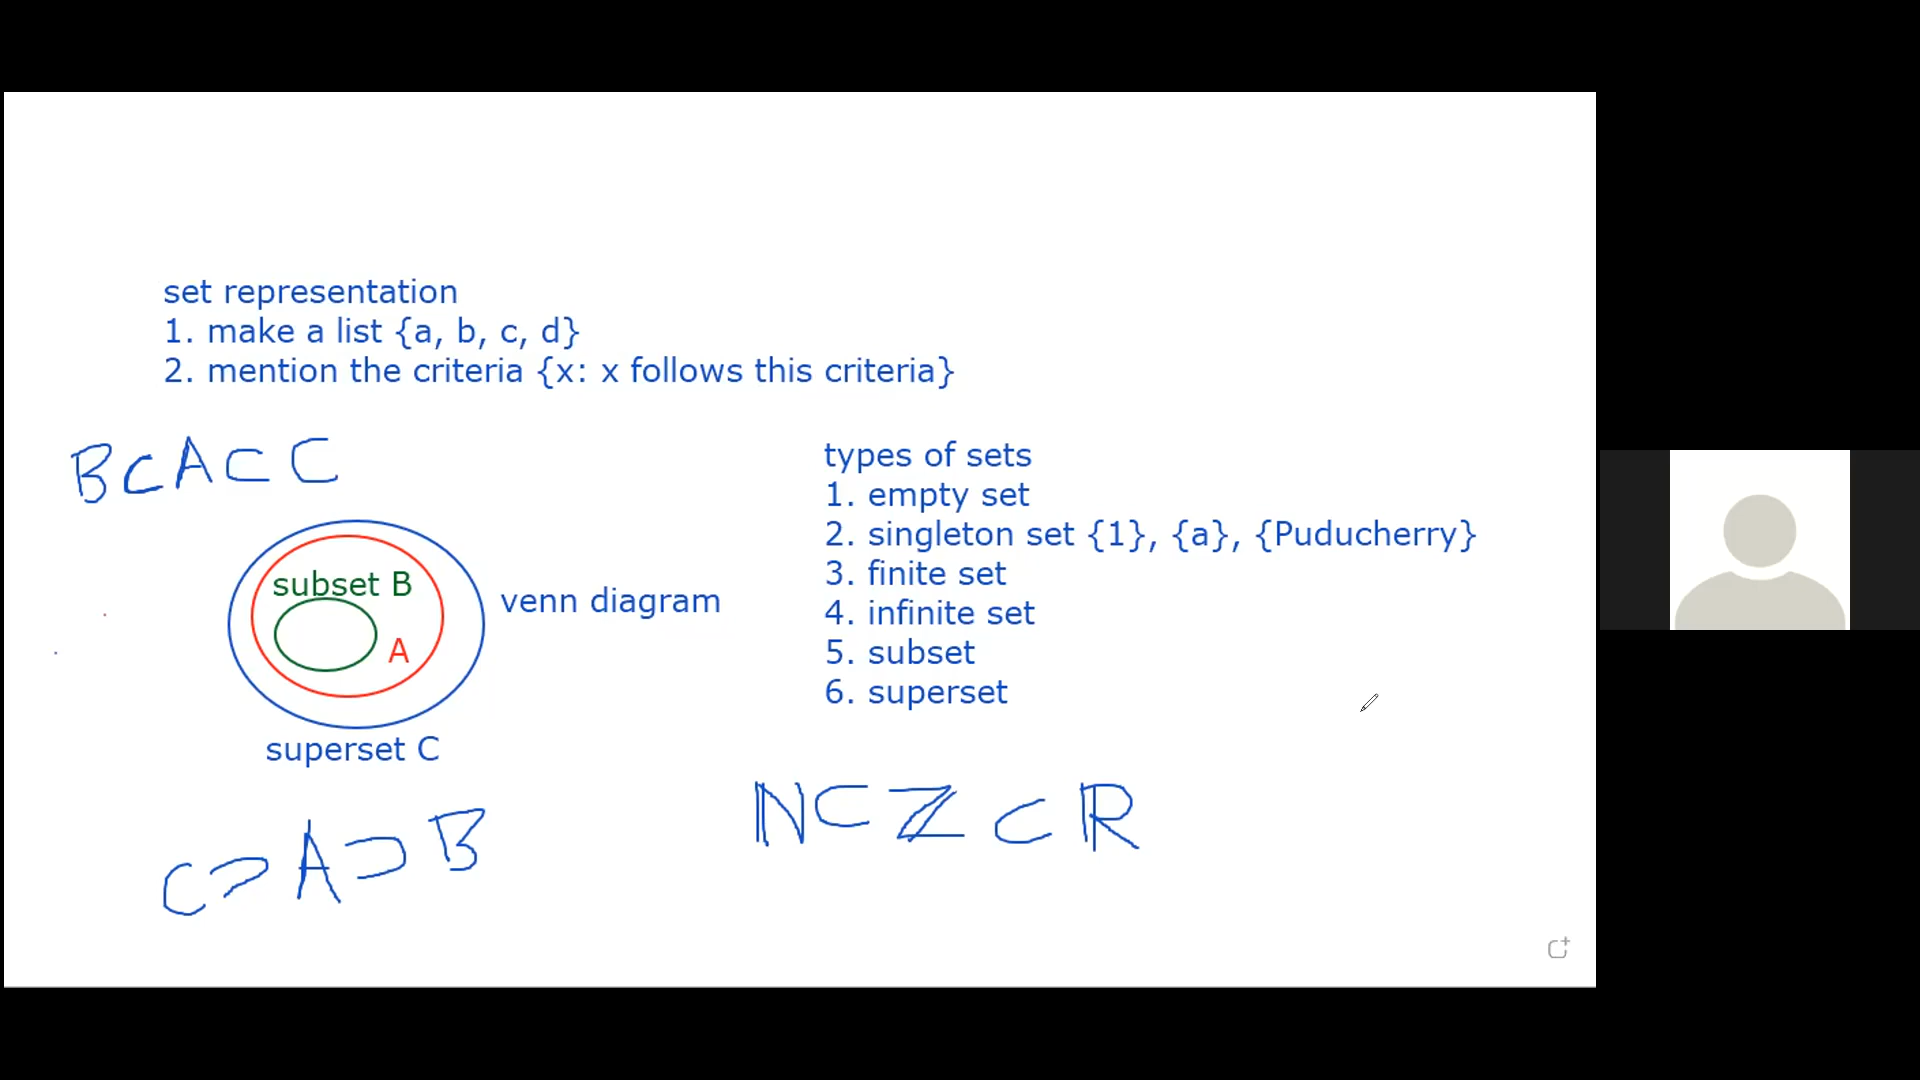 set representation
1. make a list {a, b, c, d}
2. mention the criteria {x: x follows this criteria}
B⊂A⊂C
subset B
A
venn diagram
superset C
C⊃A⊃B
types of sets
1. empty set
2. singleton set {1}, {a}, {Puducherry}
3. finite set
4. infinite set
5. subset
6. superset
ℕ⊂ℤ⊂ℝ